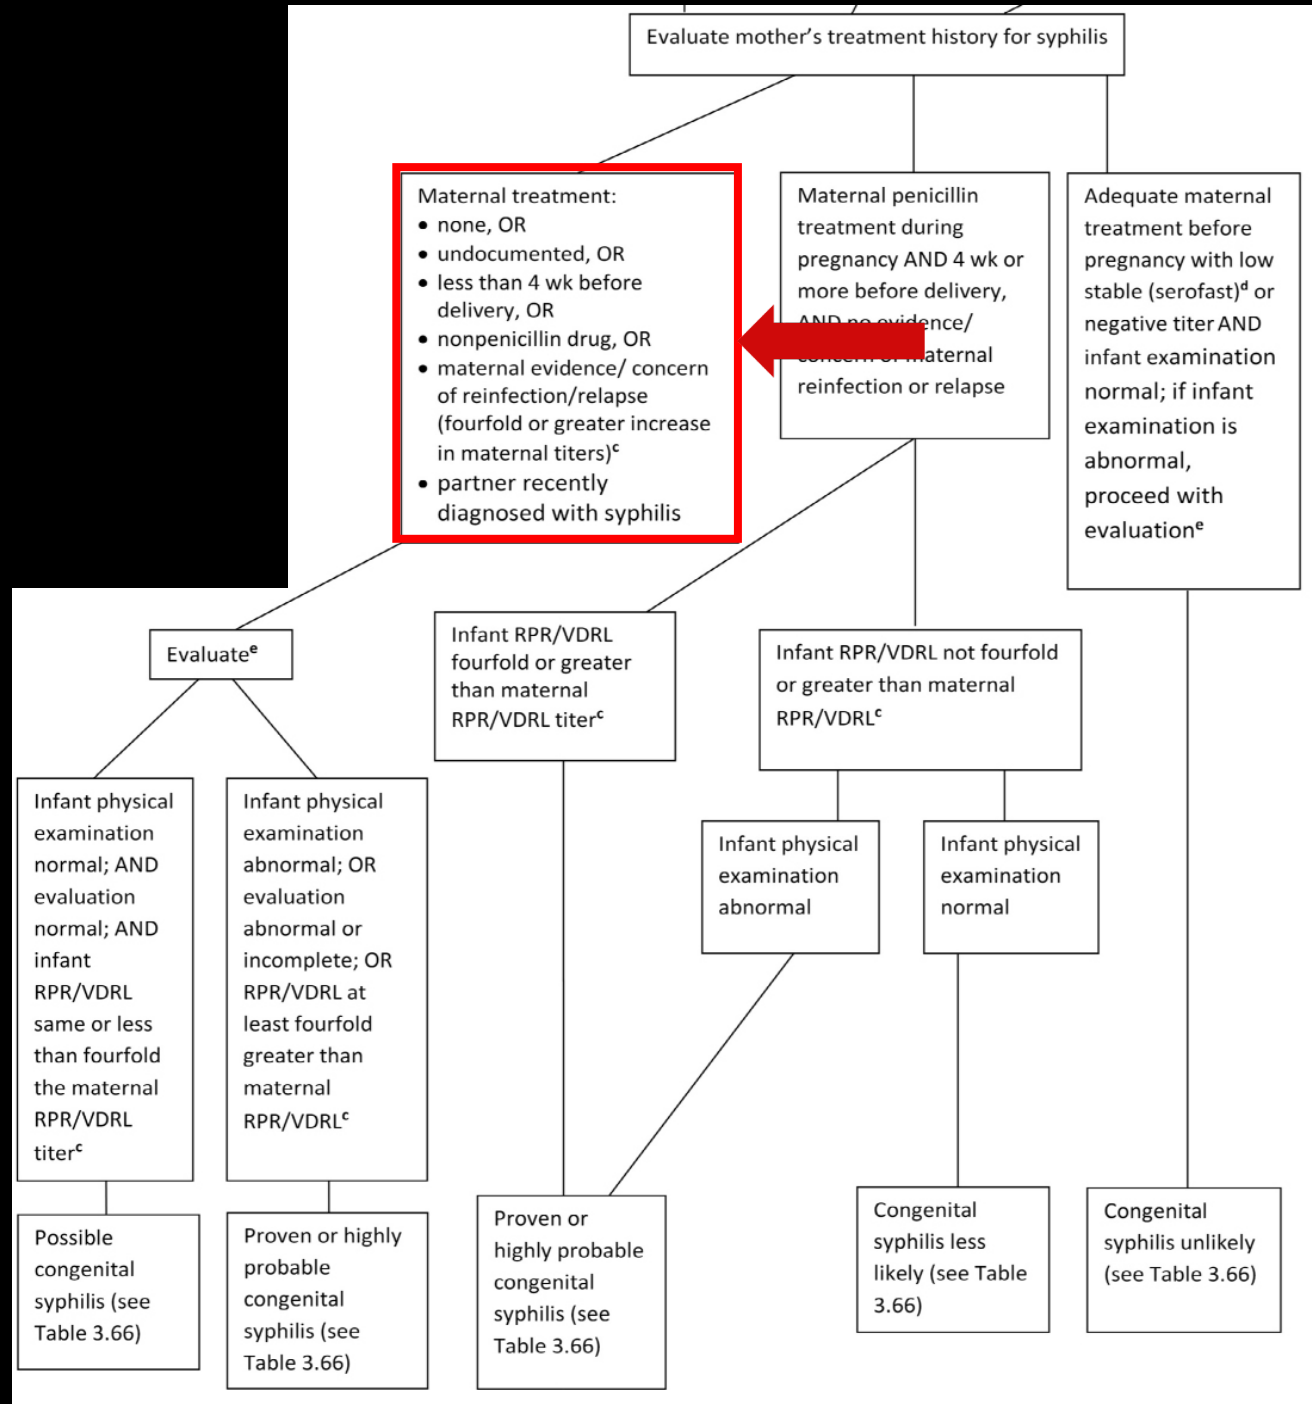 Evaluate mother’s treatment history for syphilis
Maternal treatment:
• none, OR
• undocumented, OR
• less than 4 wk before
delivery, OR
• nonpenicillin drug, OR
• maternal evidence/ concern
of reinfection/relapse
(fourfold or greater increase
in maternal titers)c
• partner recently
diagnosed with syphilis
Maternal penicillin
treatment during
pregnancy AND 4 wk or
more before delivery,
AND no evidence/
concern of maternal
reinfection or relapse
Adequate maternal
treatment before
pregnancy with low
stable (serofast)d or
negative titer AND
infant examination
normal; if infant
examination is
abnormal,
proceed with
evaluatione
Evaluatee
Infant RPR/VDRL
fourfold or greater
than maternal
RPR/VDRL titerc
Infant RPR/VDRL not fourfold
or greater than maternal
RPR/VDRLc
Infant physical
examination
normal; AND
evaluation
normal; AND
infant
RPR/VDRL
same or less
than fourfold
the maternal
RPR/VDRL
titerc
Infant physical
examination
abnormal; OR
evaluation
abnormal or
incomplete; OR
RPR/VDRL at
least fourfold
greater than
maternal
RPR/VDRLc
Infant physical
examination
abnormal
Infant physical
examination
normal
Possible
congenital
syphilis (see
Table 3.66)
Proven or highly
probable
congenital
syphilis (see
Table 3.66)
Proven or
highly probable
congenital
syphilis (see
Table 3.66)
Congenital
syphilis less
likely (see Table
3.66)
Congenital
syphilis unlikely
(see Table 3.66)